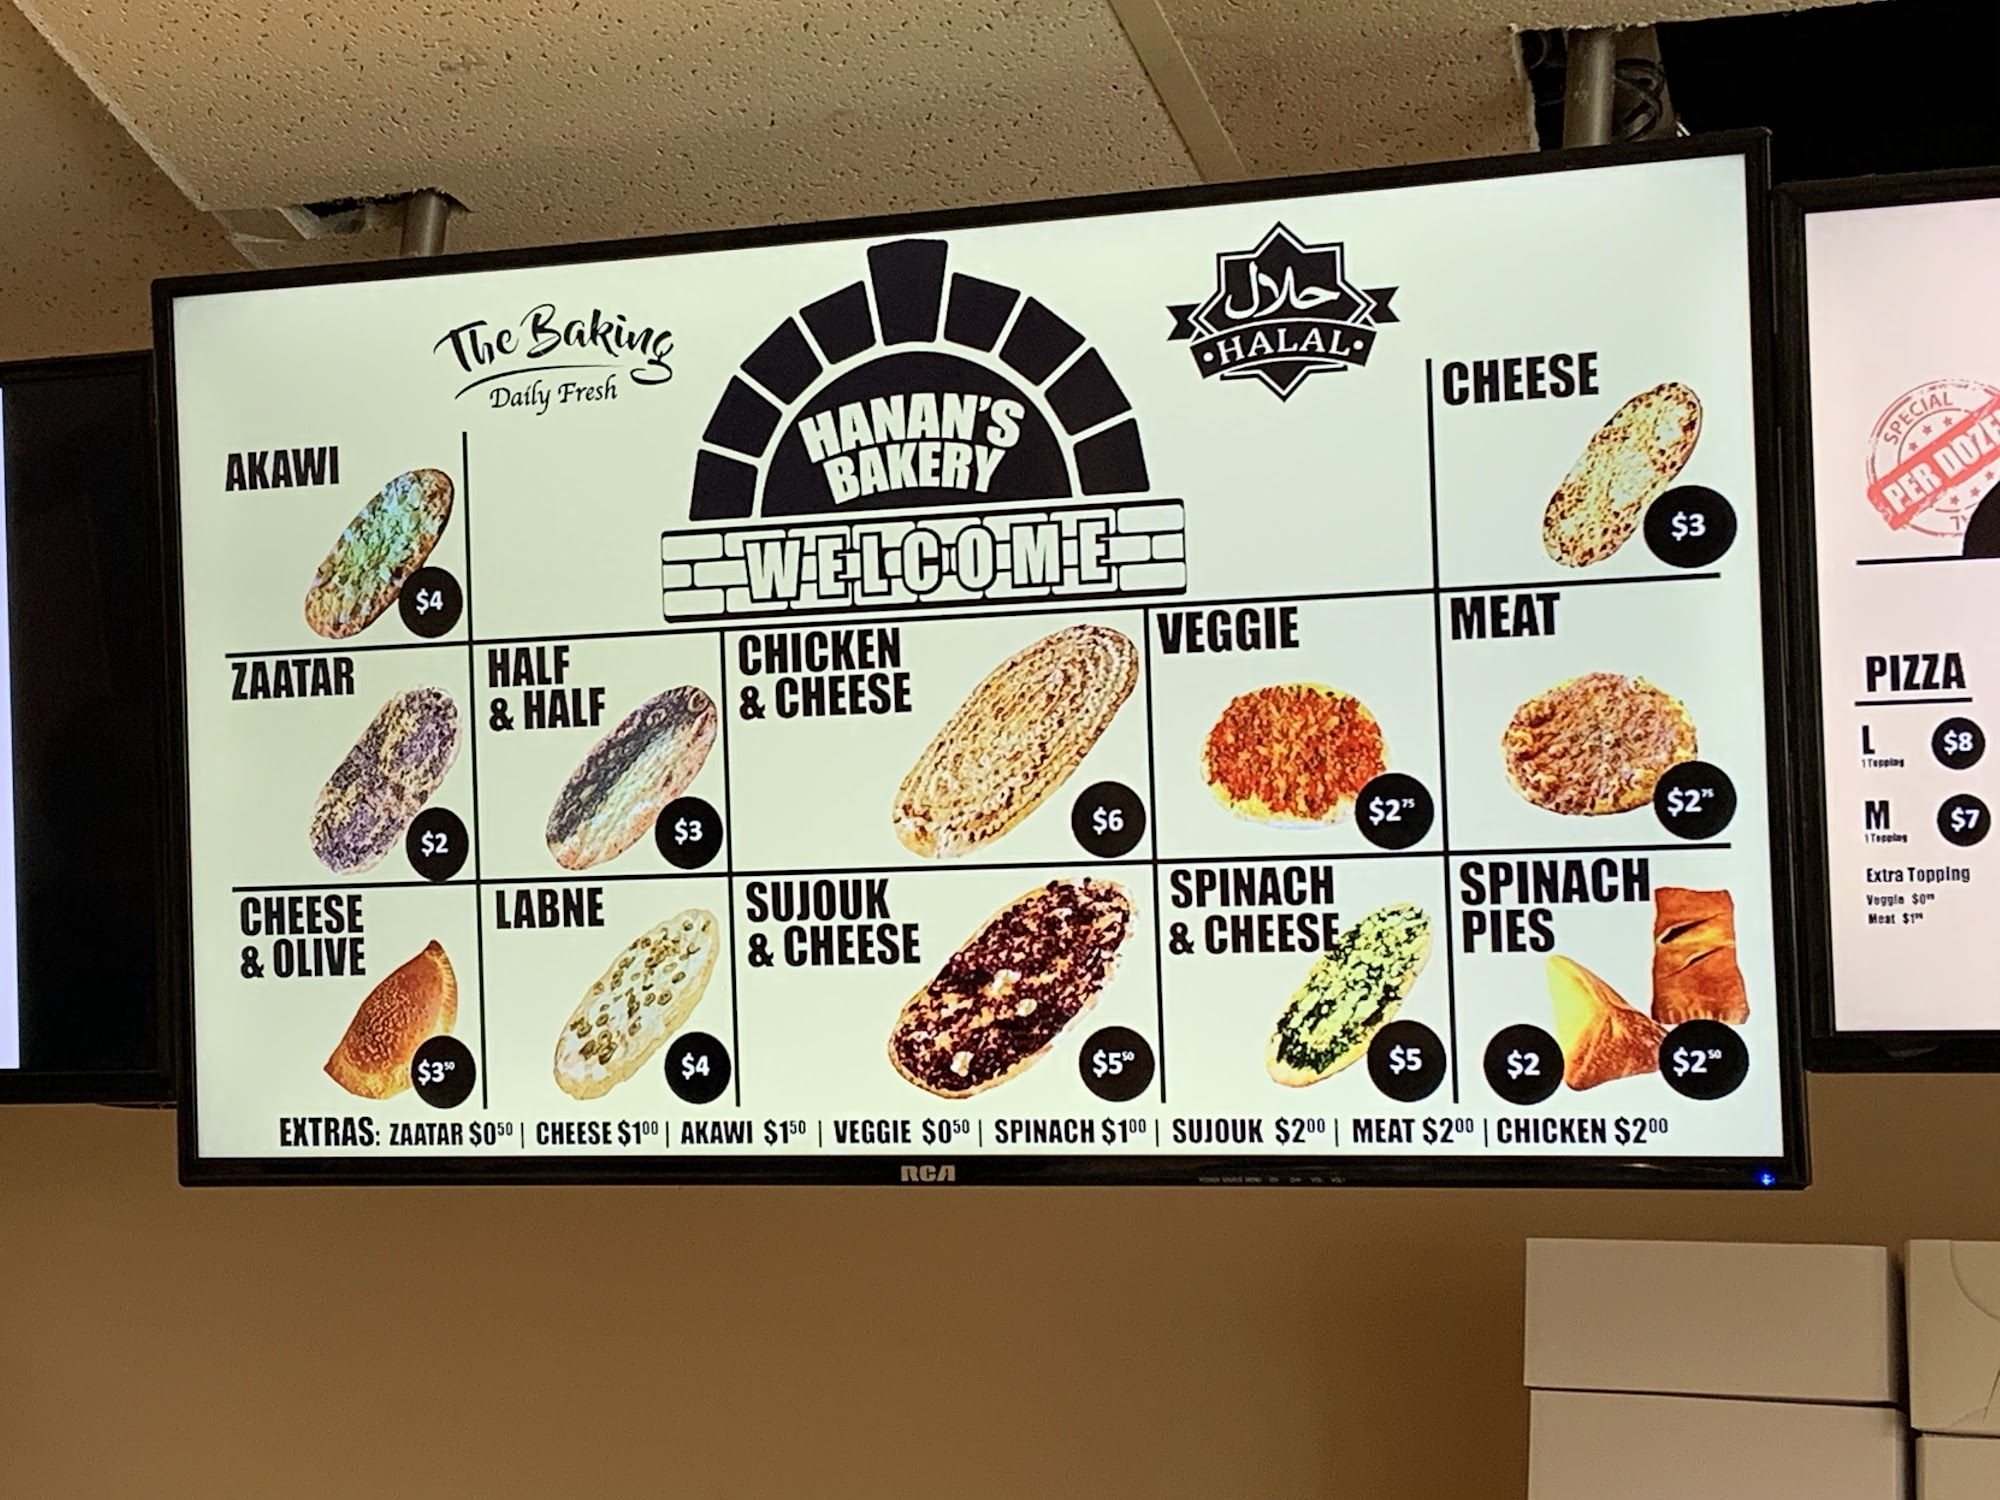 The Baking
Daily Fresh
HANAN'S
BAKERY
WELCOME
حلال
HALAL
AKAWI
$4
CHEESE
$3
ZAATAR
$2
HALF
& HALF
$3
CHICKEN
& CHEESE
$6
VEGGIE
$2⁷⁵
MEAT
$2⁷⁵
CHEESE
& OLIVE
$3⁵⁰
LABNE
$4
SUJOUK
& CHEESE
$5⁵⁰
SPINACH
& CHEESE
$5
SPINACH
PIES
$2
$2⁵⁰
EXTRAS: ZAATAR $0⁵⁰ | CHEESE $1⁰⁰ | AKAWI $1⁵⁰ | VEGGIE $0⁵⁰ | SPINACH $1⁰⁰ | SUJOUK $2⁰⁰ | MEAT $2⁰⁰ | CHICKEN $2⁰⁰
RCA
SPECIAL
PER DOZE
PIZZA
L
1 Topping
$8
M
1 Topping
$7
Extra Topping
Veggie
Meat